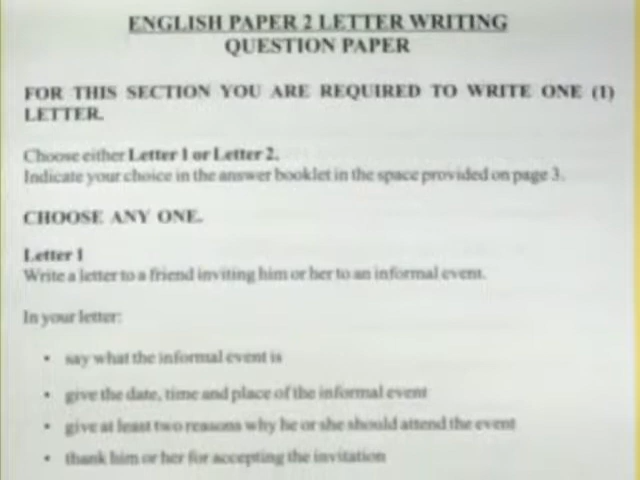 ENGLISH PAPER 2 LETTER WRITING
QUESTION PAPER
FOR THIS SECTION YOU ARE REQUIRED TO WRITE ONE (1)
LETTER.
Choose either Letter 1 or Letter 2.
Indicate your choice in the answer booklet in the space provided on page 3.
CHOOSE ANY ONE.
Letter 1
Write a letter to a friend inviting him or her to an informal event.
In your letter:
• say what the informal event is
• give the date, time and place of the informal event
• give at least two reasons why he or she should attend the event
• thank him or her for accepting the invitation